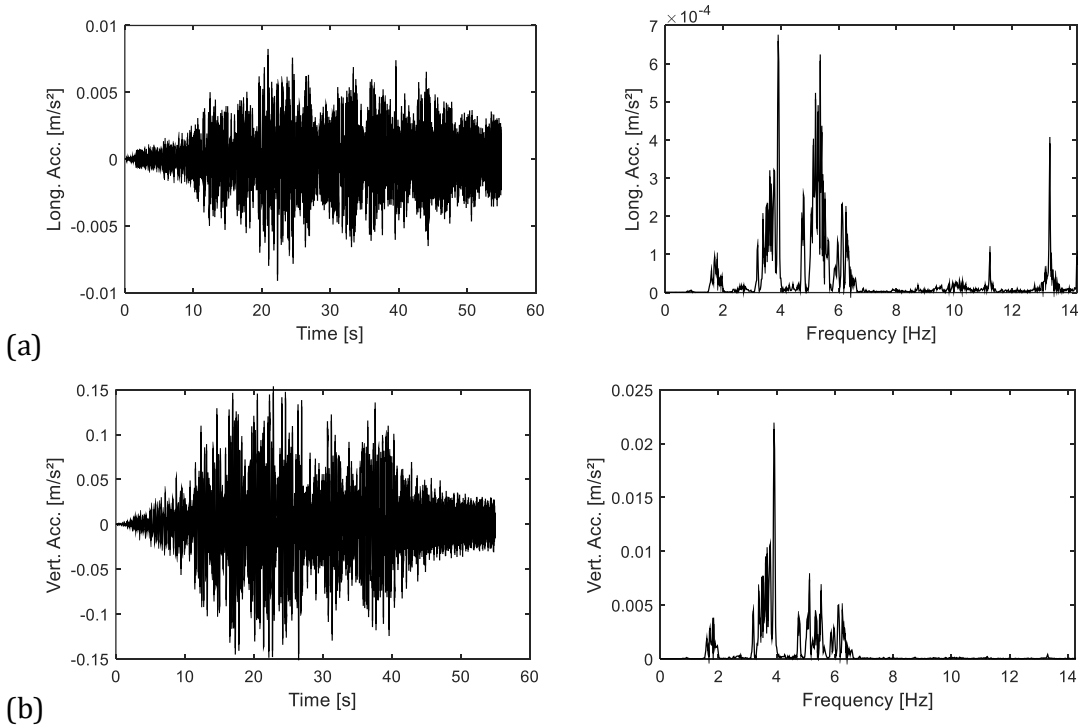 0.01
0.005
0
-0.005
-0.01
Long. Acc. [m/s²]
0 10 20 30 40 50 60
Time [s]
×10⁻⁴
7
6
5
4
3
2
1
0
Long. Acc. [m/s²]
0 2 4 6 8 10 12 14
Frequency [Hz]
(a)
0.15
0.1
0.05
0
-0.05
-0.1
-0.15
Vert. Acc. [m/s²]
0 10 20 30 40 50 60
Time [s]
0.025
0.02
0.015
0.01
0.005
0
Vert. Acc. [m/s²]
0 2 4 6 8 10 12 14
Frequency [Hz]
(b)